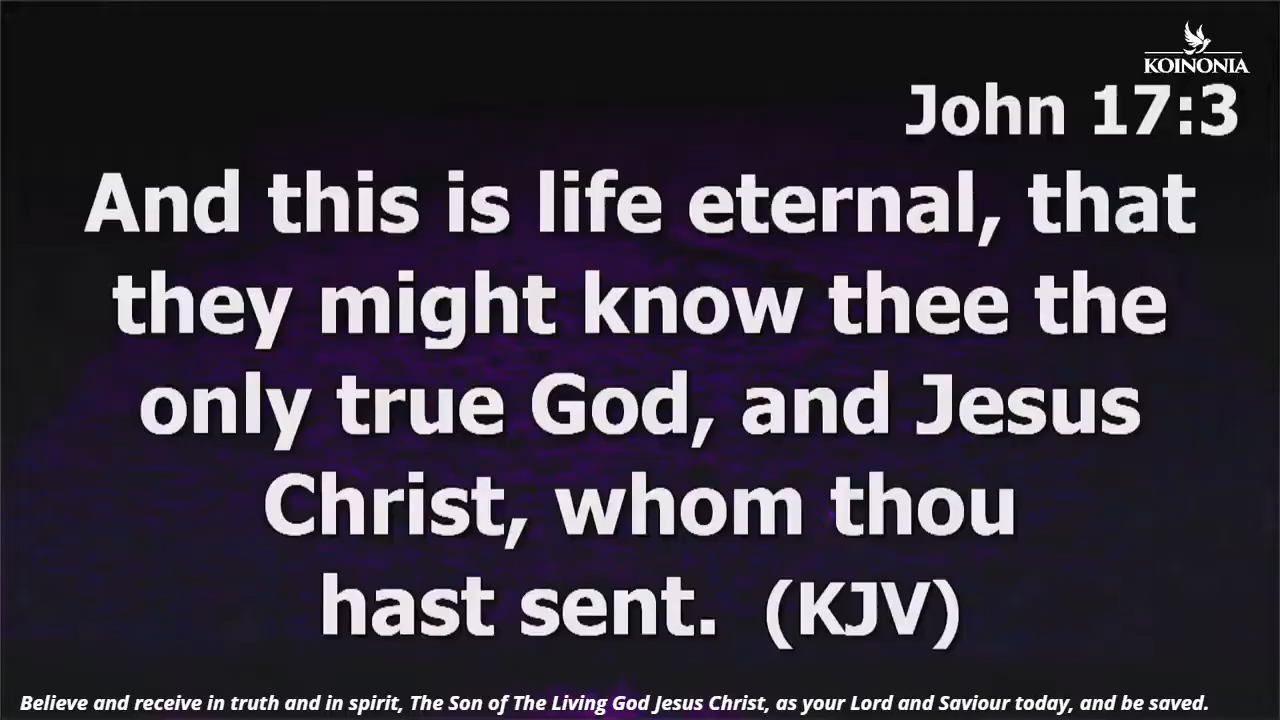 KOINONIA
John 17:3
And this is life eternal, that
they might know thee the
only true God, and Jesus
Christ, whom thou
hast sent.  (KJV)
Believe and receive in truth and in spirit, The Son of The Living God Jesus Christ, as your Lord and Saviour today, and be saved.